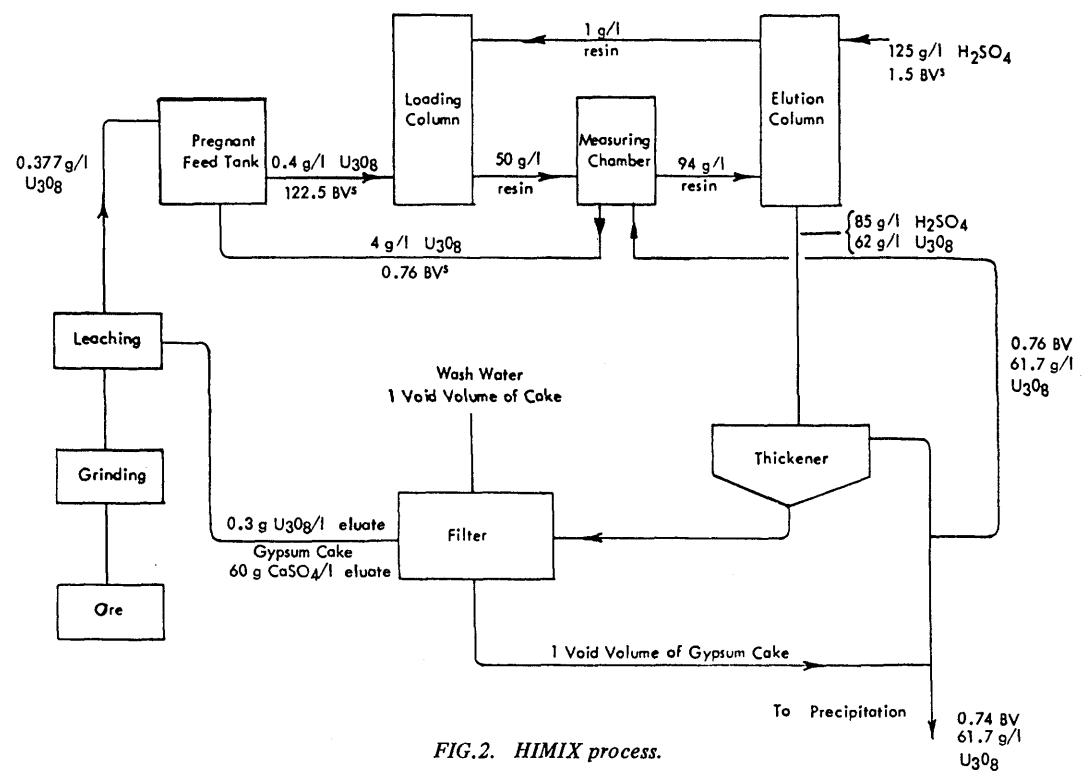 1 g/l
resin
125 g/l H2SO4
1.5 BVs
Loading
Column
Elution
Column
Pregnant
Feed Tank
Measuring
Chamber
0.377 g/l
U3O8
0.4 g/l U3O8
122.5 BVs
50 g/l
resin
94 g/l
resin
85 g/l H2SO4
62 g/l U3O8
4 g/l U3O8
0.76 BVs
Leaching
0.76 BV
61.7 g/l
U3O8
Wash Water
1 Void Volume of Cake
Thickener
Grinding
0.3 g U3O8/l eluate
Gypsum Cake
60 g CaSO4/l eluate
Filter
Ore
1 Void Volume of Gypsum Cake
To Precipitation
0.74 BV
61.7 g/l
U3O8
FIG.2. HIMIX process.